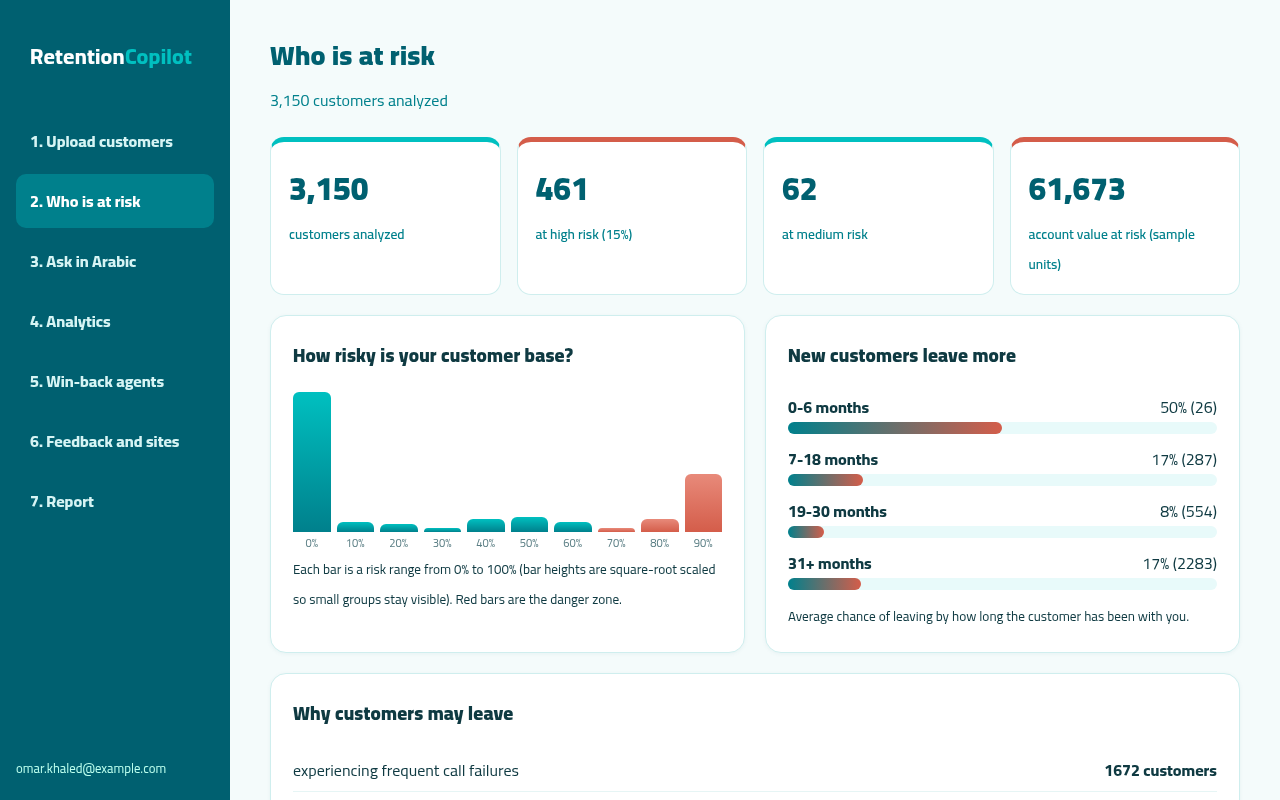 RetentionCopilot
1. Upload customers
2. Who is at risk
3. Ask in Arabic
4. Analytics
5. Win-back agents
6. Feedback and sites
7. Report
omar.khaled@example.com
Who is at risk
3,150 customers analyzed
3,150
customers analyzed
461
at high risk (15%)
62
at medium risk
61,673
account value at risk (sample
units)
How risky is your customer base?
0% 10% 20% 30% 40% 50% 60% 70% 80% 90%
Each bar is a risk range from 0% to 100% (bar heights are square-root scaled
so small groups stay visible). Red bars are the danger zone.
New customers leave more
0-6 months 50% (26)
7-18 months 17% (287)
19-30 months 8% (554)
31+ months 17% (2283)
Average chance of leaving by how long the customer has been with you.
Why customers may leave
experiencing frequent call failures 1672 customers